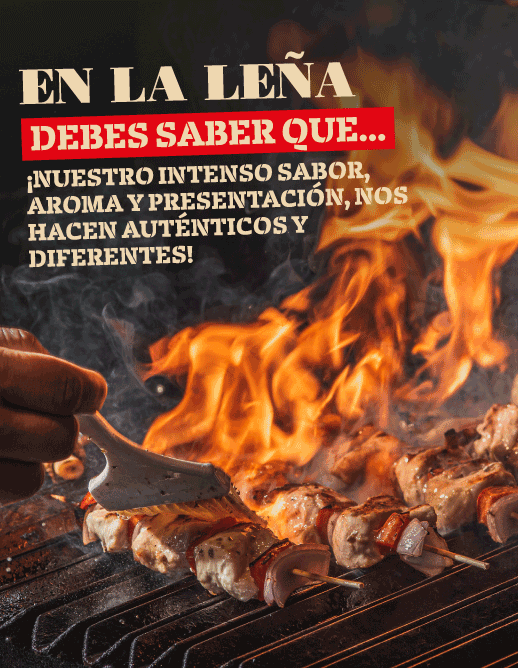 EN LA LEÑA
DEBES SABER QUE...
¡NUESTRO INTENSO SABOR,
AROMA Y PRESENTACIÓN, NOS
HACEN AUTÉNTICOS Y
DIFERENTES!